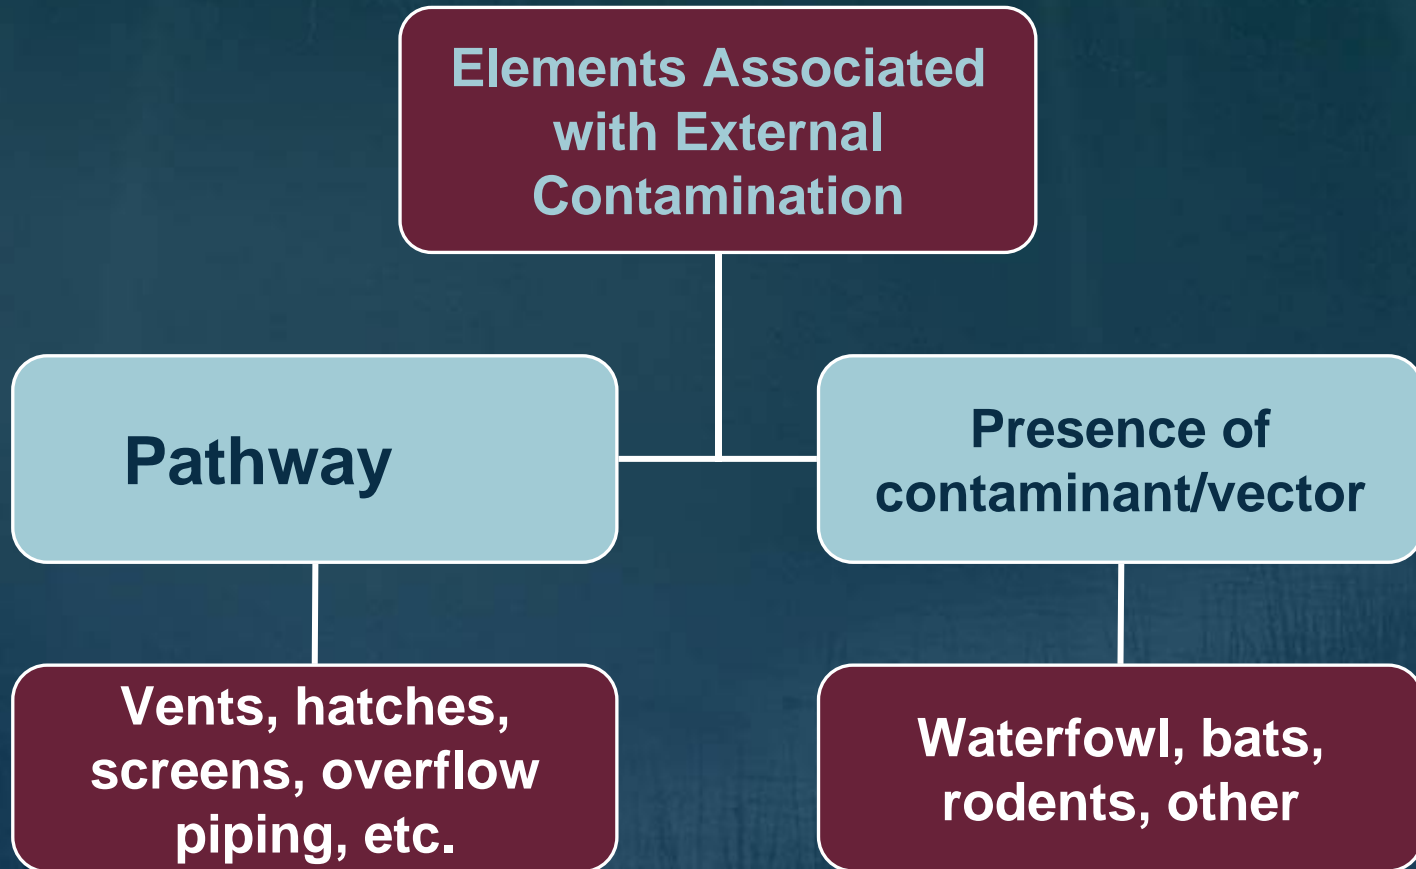 Elements Associated
with External
Contamination
Pathway
Presence of
contaminant/vector
Vents, hatches,
screens, overflow
piping, etc.
Waterfowl, bats,
rodents, other